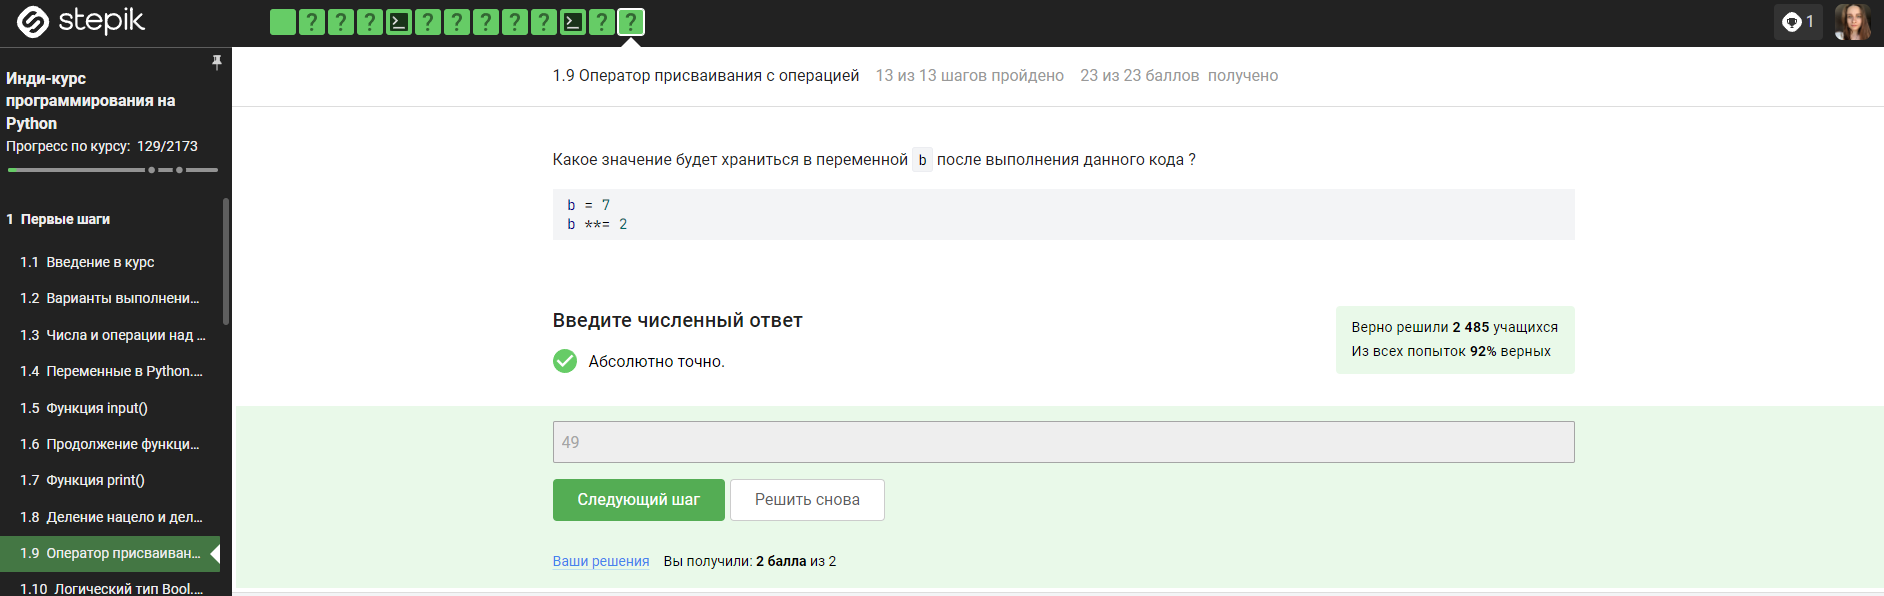 stepik
? ? ? ? ? ? ? ? ? ? 
1
Инди-курс
программирования на
Python
Прогресс по курсу: 129/2173
1 Первые шаги
1.1 Введение в курс
1.2 Варианты выполнени...
1.3 Числа и операции над ...
1.4 Переменные в Python....
1.5 Функция input()
1.6 Продолжение функци...
1.7 Функция print()
1.8 Деление нацело и дел...
1.9 Оператор присваиван...
1.10 Логический тип Bool....
1.9 Оператор присваивания с операцией 13 из 13 шагов пройдено 23 из 23 баллов получено
Какое значение будет храниться в переменной b после выполнения данного кода ?
b = 7
b **= 2
Введите численный ответ
Абсолютно точно.
Верно решили 2 485 учащихся
Из всех попыток 92% верных
49
Следующий шаг Решить снова
Ваши решения Вы получили: 2 балла из 2